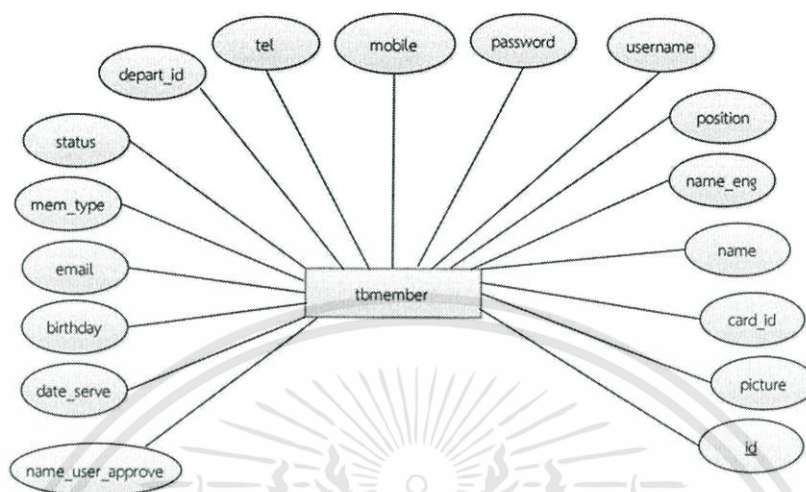 mobile
tel
password
username
depart_id
position
status
name_eng
mem_type
name
email
tbmember
birthday
card_id
date_serve
picture
id
name_user_approve